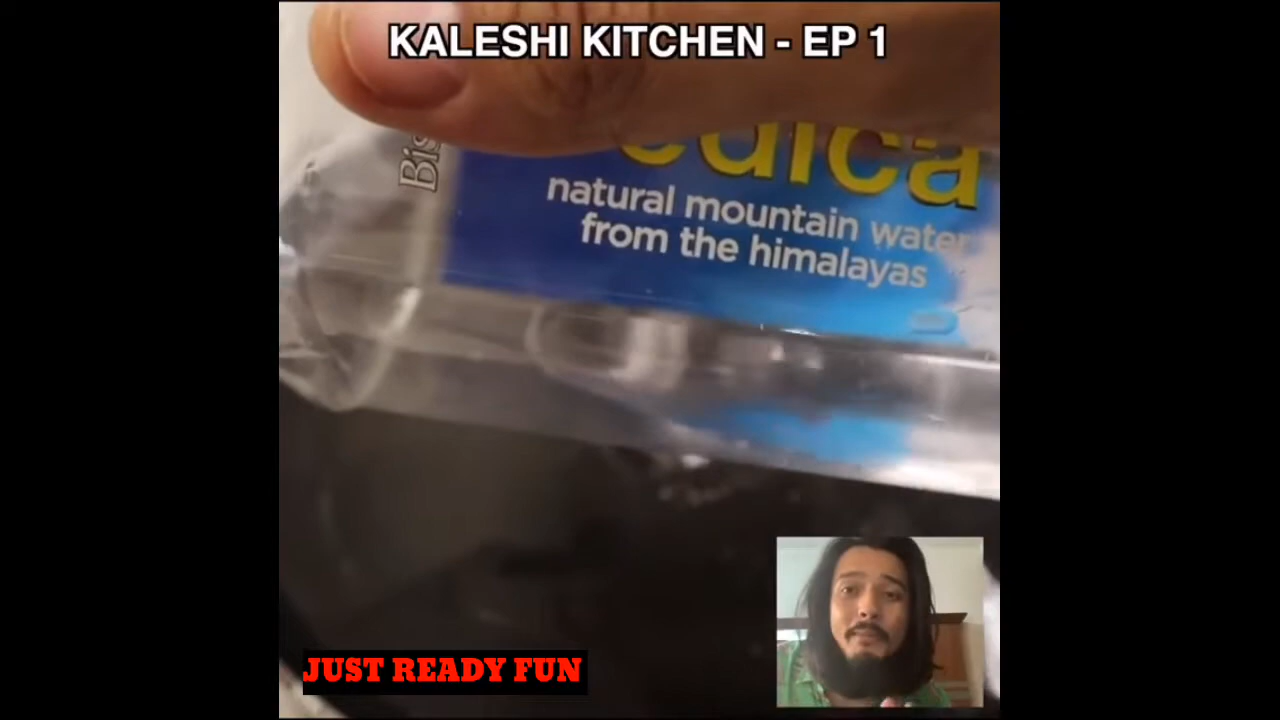 KALESHI KITCHEN - EP 1
natural mountain water
from the himalayas
JUST READY FUN